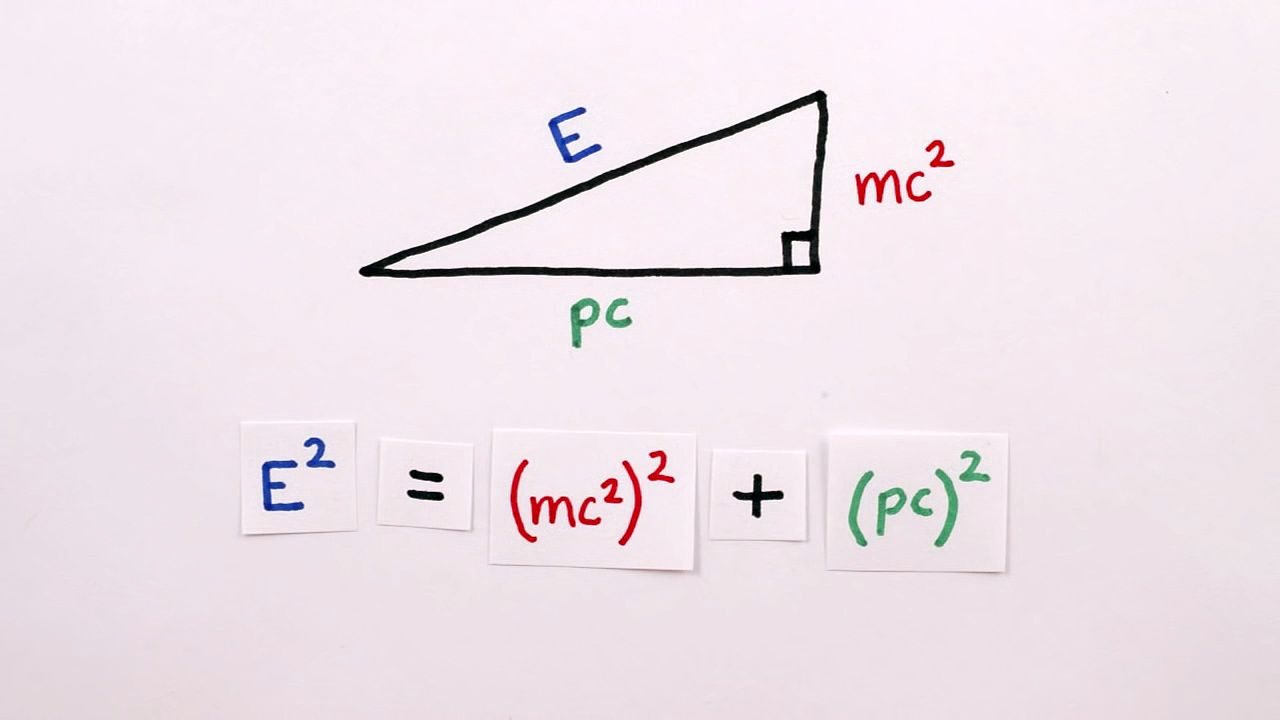 E
mc²
pc
E² = (mc²)² + (pc)²